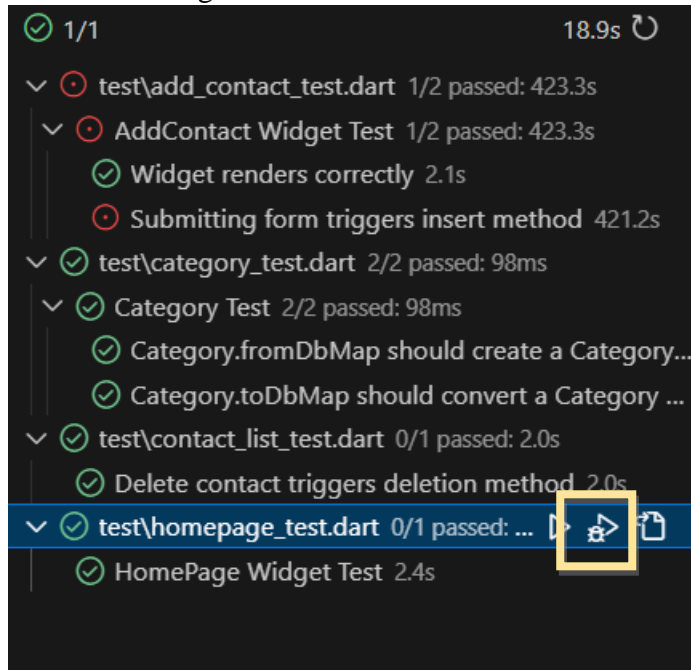 1/1 18.9s
test\add_contact_test.dart 1/2 passed: 423.3s
AddContact Widget Test 1/2 passed: 423.3s
Widget renders correctly 2.1s
Submitting form triggers insert method 421.2s
test\category_test.dart 2/2 passed: 98ms
Category Test 2/2 passed: 98ms
Category.fromDbMap should create a Category...
Category.toDbMap should convert a Category ...
test\contact_list_test.dart 0/1 passed: 2.0s
Delete contact triggers deletion method 2.0s
test\homepage_test.dart 0/1 passed: ...
HomePage Widget Test 2.4s